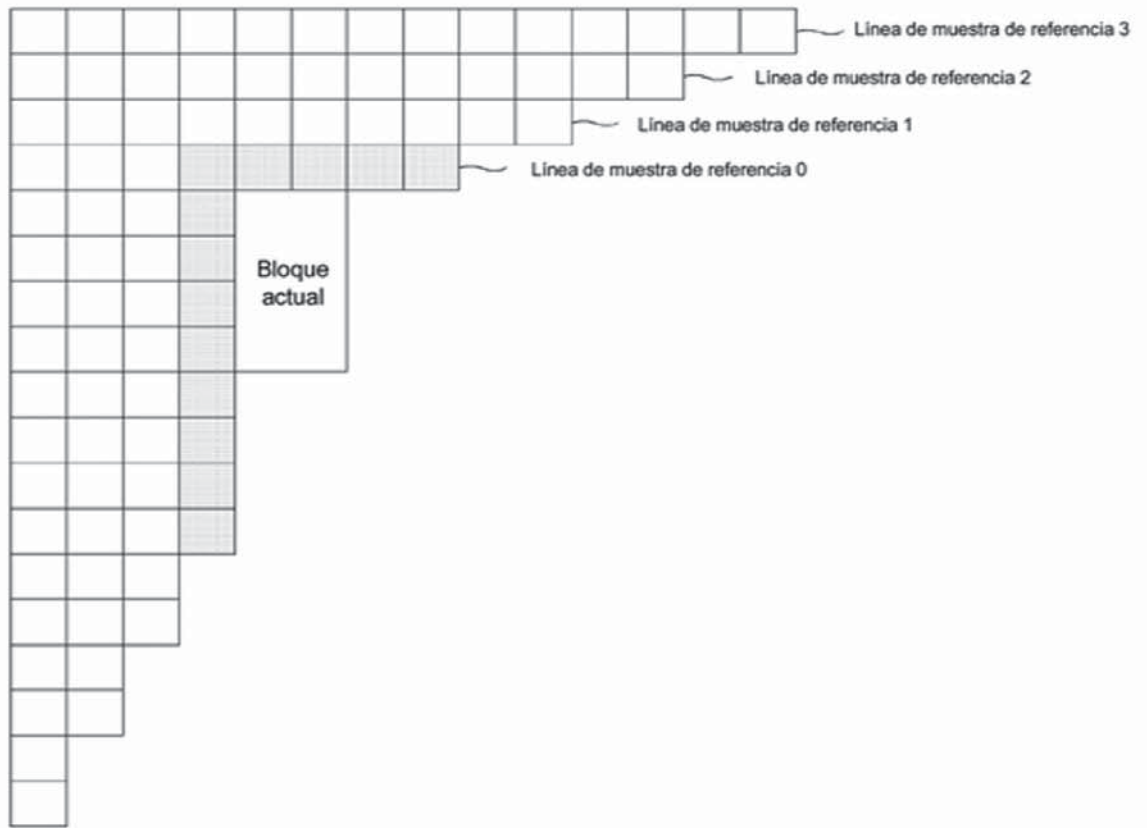 Línea de muestra de referencia 3
Línea de muestra de referencia 2
Línea de muestra de referencia 1
Línea de muestra de referencia 0
Bloque
actual